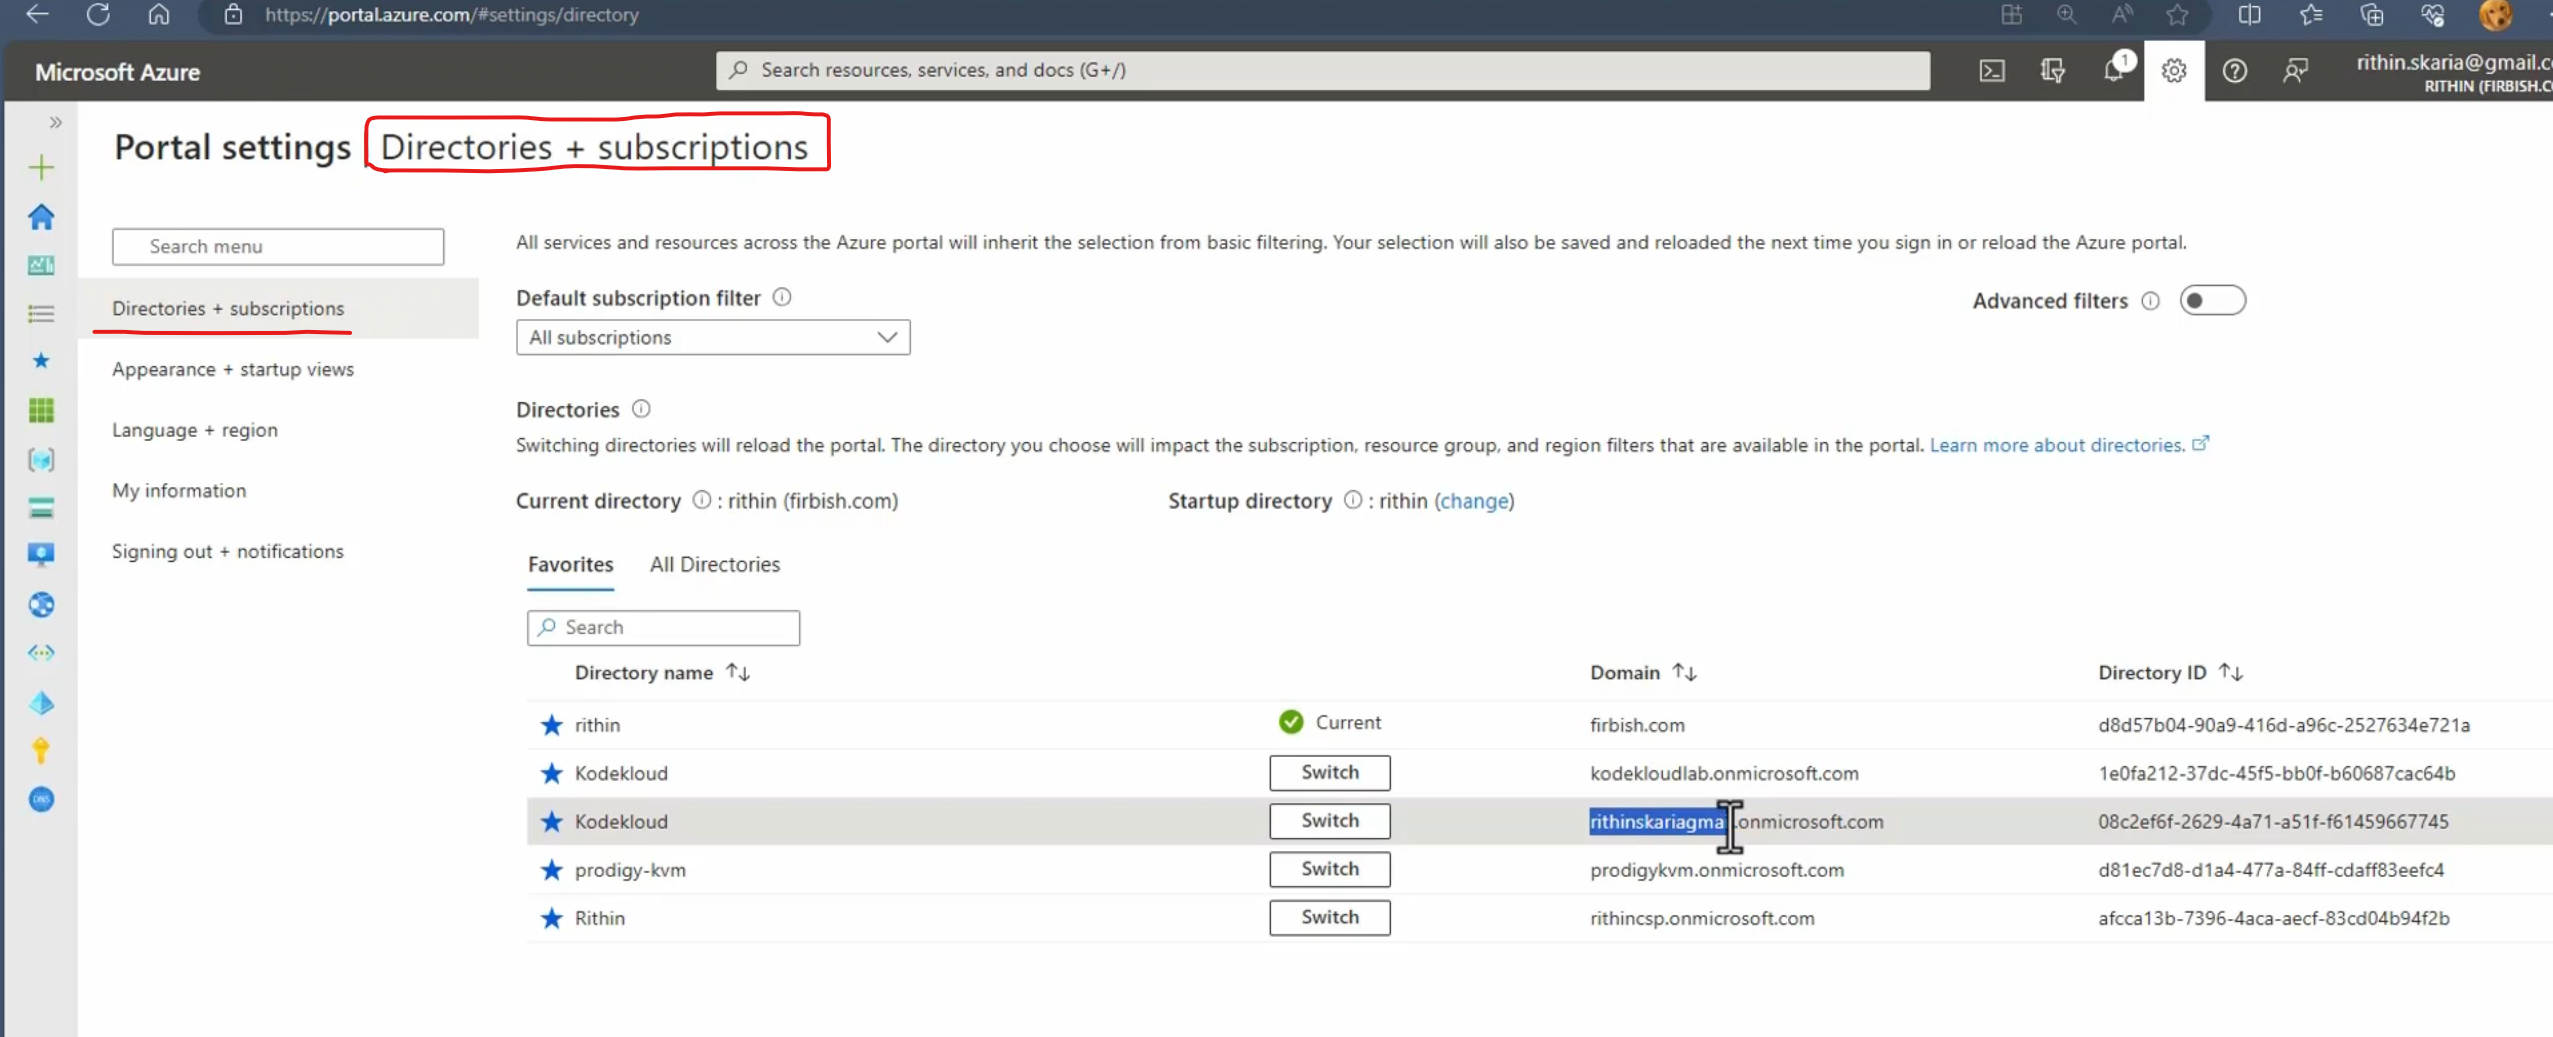 https://portal.azure.com/#settings/directory
Microsoft Azure
Search resources, services, and docs (G+/)
1
rithin.skaria@gmail.c
RITHIN (FIRBISH.C
Portal settings Directories + subscriptions
Search menu
Directories + subscriptions
Appearance + startup views
Language + region
My information
Signing out + notifications
All services and resources across the Azure portal will inherit the selection from basic filtering. Your selection will also be saved and reloaded the next time you sign in or reload the Azure portal.
Default subscription filter
Advanced filters
All subscriptions
Directories
Switching directories will reload the portal. The directory you choose will impact the subscription, resource group, and region filters that are available in the portal. Learn more about directories.
Current directory : rithin (firbish.com) Startup directory : rithin (change)
Favorites All Directories
Search
Directory name Domain Directory ID
rithin Current firbish.com d8d57b04-90a9-416d-a96c-2527634e721a
Kodekloud Switch kodekloudlab.onmicrosoft.com 1e0fa212-37dc-45f5-bb0f-b60687cac64b
Kodekloud Switch rithinskariagma .onmicrosoft.com 08c2ef6f-2629-4a71-a51f-f61459667745
prodigy-kvm Switch prodigykvm.onmicrosoft.com d81ec7d8-d1a4-477a-84ff-cdaff83eefc4
Rithin Switch rithincsp.onmicrosoft.com afcca13b-7396-4aca-aecf-83cd04b94f2b
DNS